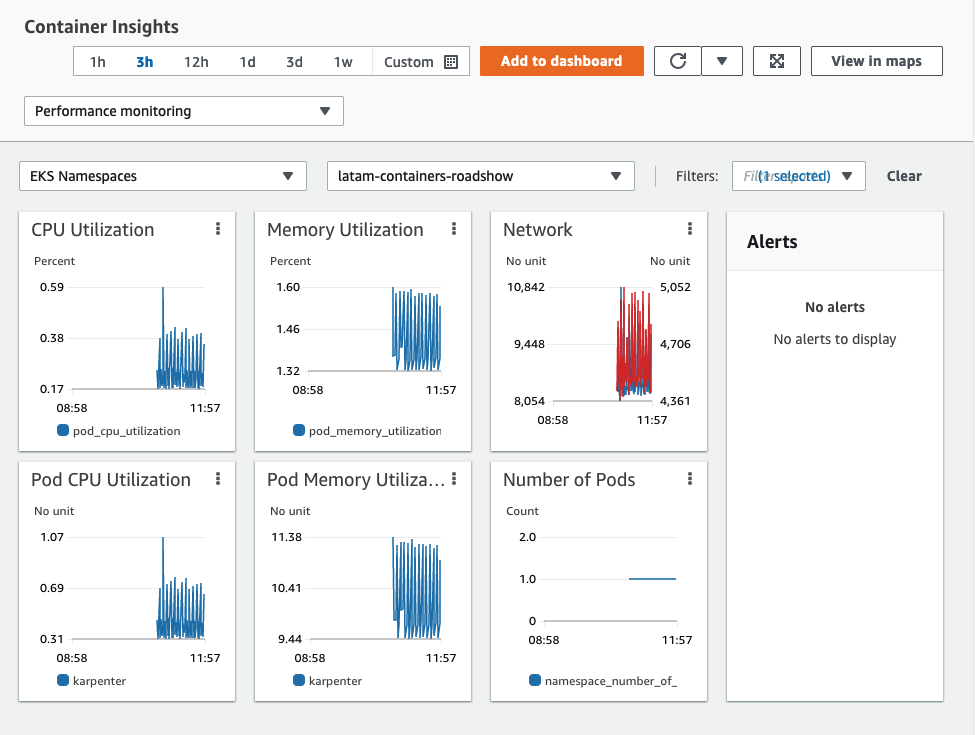 Container Insights
1h 3h 12h 1d 3d 1w Custom Add to dashboard View in maps
Performance monitoring
EKS Namespaces latam-containers-roadshow Filters: (1 selected) Clear
CPU Utilization
Percent
0.59
0.38
0.17
08:58 11:57
pod_cpu_utilization
Memory Utilization
Percent
1.60
1.46
1.32
08:58 11:57
pod_memory_utilization
Network
No unit No unit
10,842 5,052
9,448 4,706
8,054 4,361
08:58 11:57
Alerts
No alerts
No alerts to display
Pod CPU Utilization
No unit
1.07
0.69
0.31
08:58 11:57
karpenter
Pod Memory Utiliza...
No unit
11.38
10.41
9.44
08:58 11:57
karpenter
Number of Pods
Count
2.0
1.0
0
08:58 11:57
namespace_number_of_